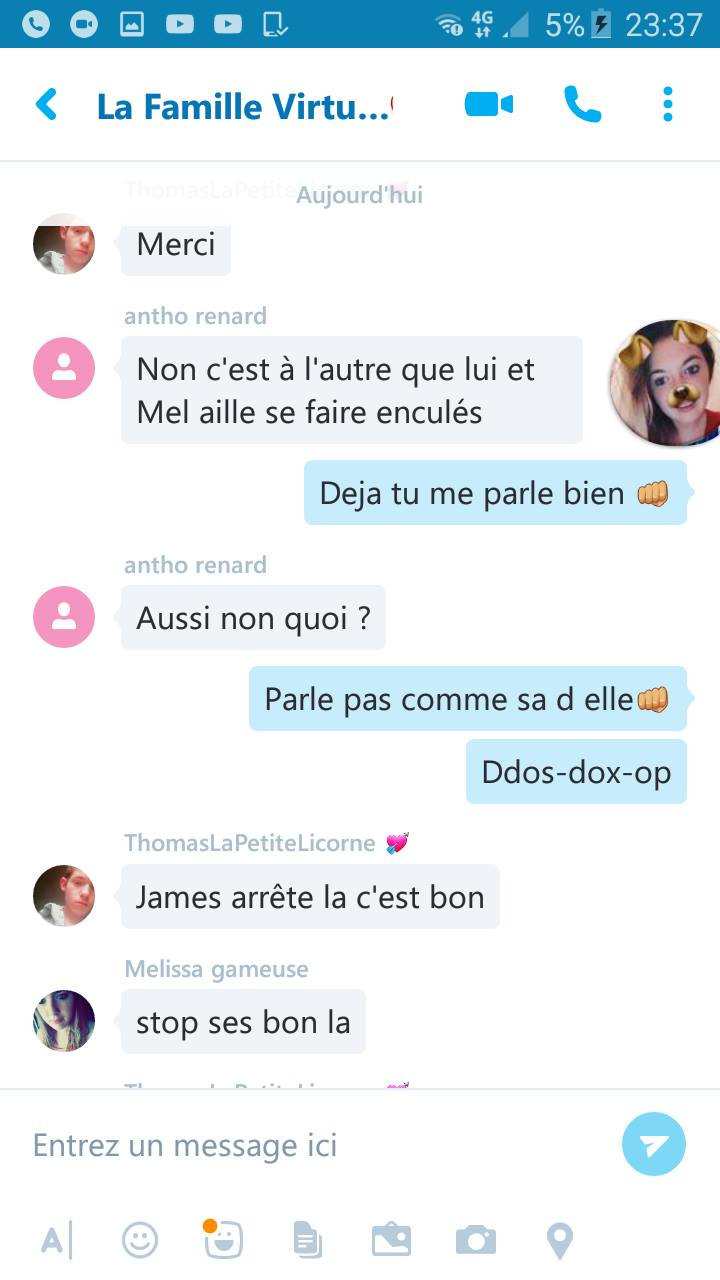 4G 5% 23:37
La Famille Virtu...
ThomasLaPetiteLicorne 💘
Aujourd'hui
Merci
antho renard
Non c'est à l'autre que lui et
Mel aille se faire enculés
Deja tu me parle bien 👊
antho renard
Aussi non quoi ?
Parle pas comme sa d elle👊
Ddos-dox-op
ThomasLaPetiteLicorne 💘
James arrête la c'est bon
Melissa gameuse
stop ses bon la
ThomasLaPetiteLicorne 💘
Entrez un message ici
A